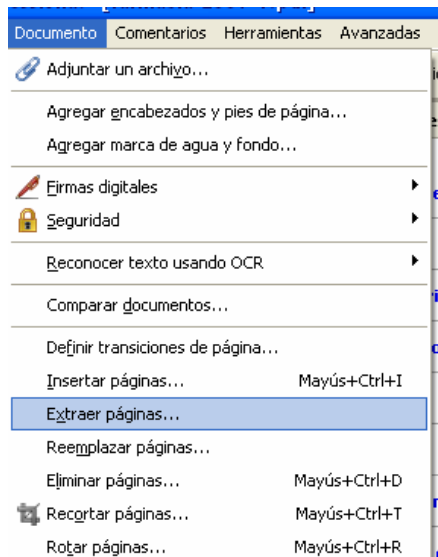 Documento Comentarios Herramientas Avanzadas
Adjuntar un archivo...
Agregar encabezados y pies de página...
Agregar marca de agua y fondo...
Firmas digitales
Seguridad
Reconocer texto usando OCR
Comparar documentos...
Definir transiciones de página...
Insertar páginas... Mayús+Ctrl+I
Extraer páginas...
Reemplazar páginas...
Eliminar páginas... Mayús+Ctrl+D
Recortar páginas... Mayús+Ctrl+T
Rotar páginas... Mayús+Ctrl+R